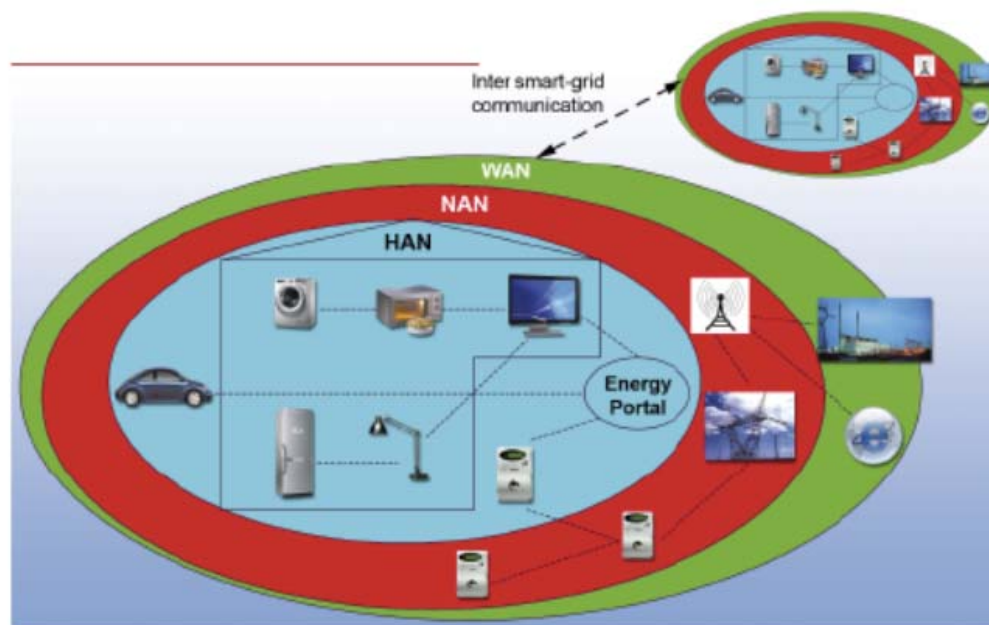 Inter smart-grid
communication
WAN
NAN
HAN
Energy
Portal